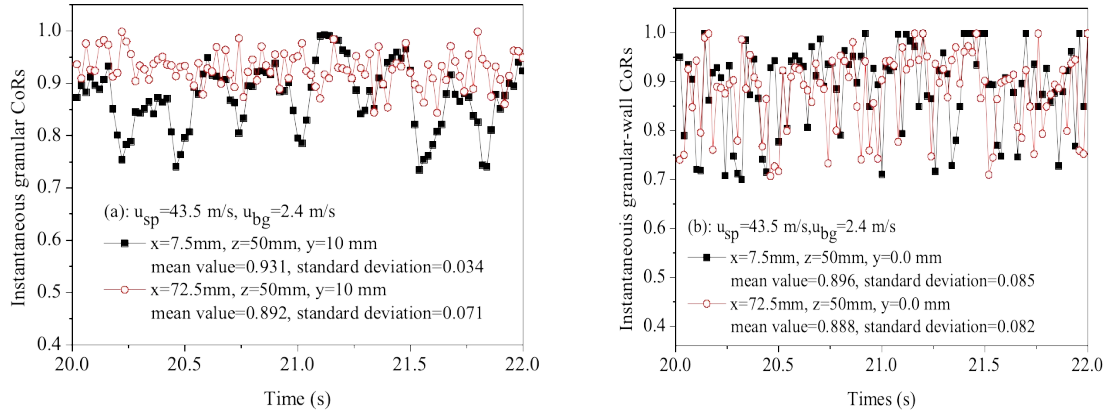 Instantaneous granular CoRs
1.0
0.9
0.8
0.7
0.6
0.5
0.4
(a): u_sp=43.5 m/s, u_bg=2.4 m/s
x=7.5mm, z=50mm, y=10 mm
mean value=0.931, standard deviation=0.034
x=72.5mm, z=50mm, y=10 mm
mean value=0.892, standard deviation=0.071
20.0 20.5 21.0 21.5 22.0
Time (s)
Instantaneouis granular-wall CoRs
1.0
0.9
0.8
0.7
0.6
0.5
0.4
(b): u_sp=43.5 m/s,u_bg=2.4 m/s
x=7.5mm, z=50mm, y=0.0 mm
mean value=0.896, standard deviation=0.085
x=72.5mm, z=50mm, y=0.0 mm
mean value=0.888, standard deviation=0.082
20.0 20.5 21.0 21.5 22.0
Times (s)